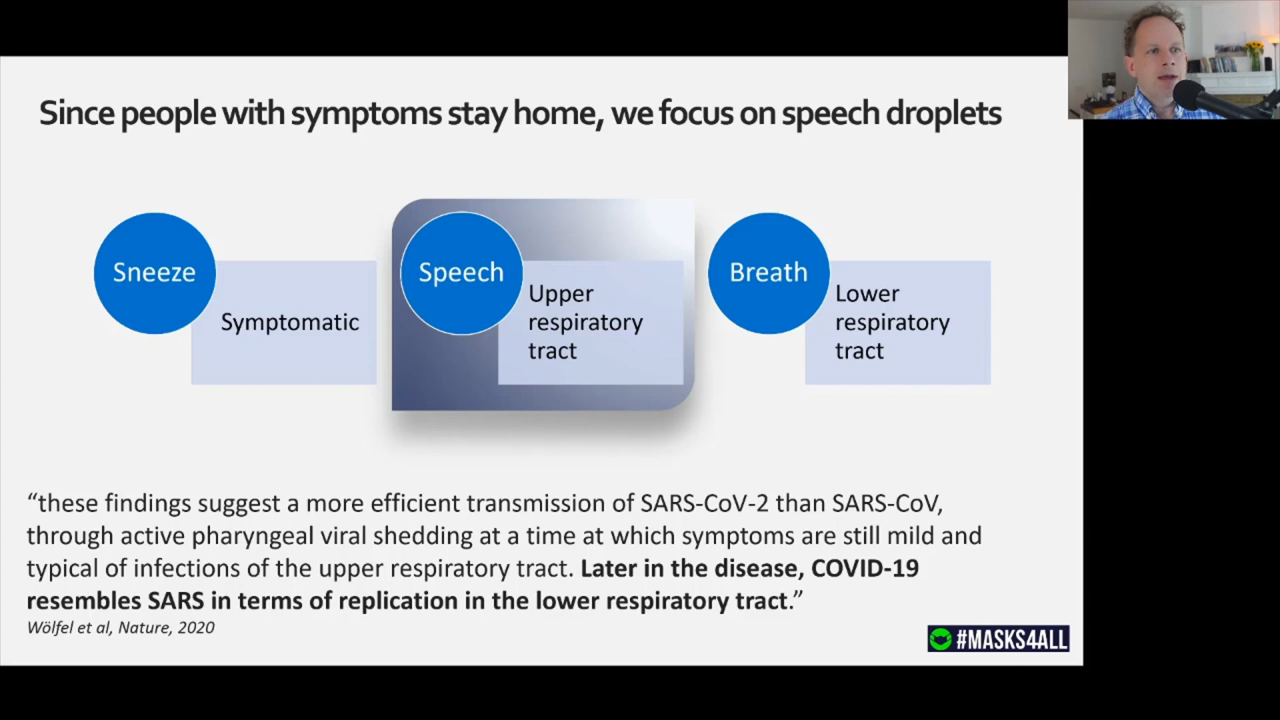 Since people with symptoms stay home, we focus on speech droplets
Sneeze
Symptomatic
Speech
Upper
respiratory
tract
Breath
Lower
respiratory
tract
“these findings suggest a more efficient transmission of SARS-CoV-2 than SARS-CoV,
through active pharyngeal viral shedding at a time at which symptoms are still mild and
typical of infections of the upper respiratory tract. Later in the disease, COVID-19
resembles SARS in terms of replication in the lower respiratory tract.”
Wölfel et al, Nature, 2020
#MASKS4ALL